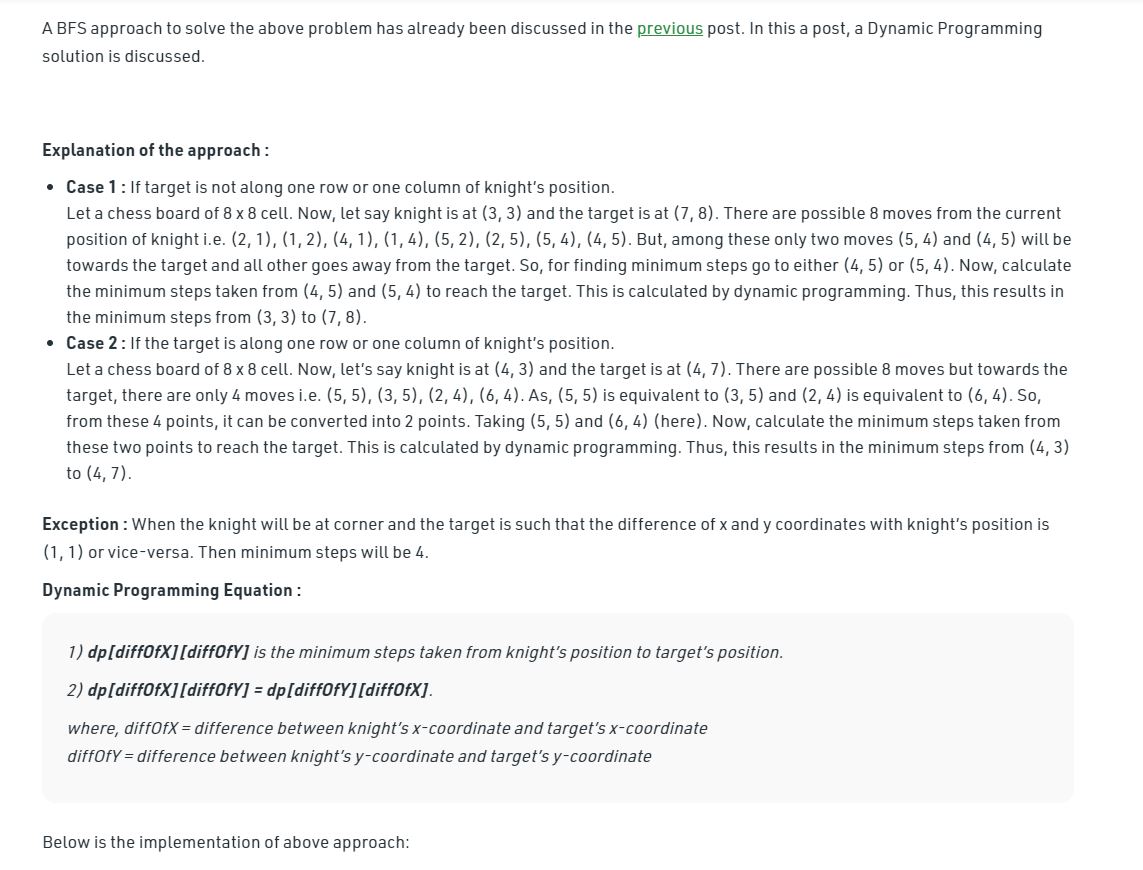 A BFS approach to solve the above problem has already been discussed in the previous post. In this a post, a Dynamic Programming
solution is discussed.
Explanation of the approach :
• Case 1 : If target is not along one row or one column of knight's position.
Let a chess board of 8 x 8 cell. Now, let say knight is at (3, 3) and the target is at (7, 8). There are possible 8 moves from the current
position of knight i.e. (2, 1), (1, 2), (4, 1), (1, 4), (5, 2), (2, 5), (5, 4), (4, 5). But, among these only two moves (5, 4) and (4, 5) will be
towards the target and all other goes away from the target. So, for finding minimum steps go to either (4, 5) or (5, 4). Now, calculate
the minimum steps taken from (4, 5) and (5, 4) to reach the target. This is calculated by dynamic programming. Thus, this results in
the minimum steps from (3, 3) to (7, 8).
• Case 2 : If the target is along one row or one column of knight's position.
Let a chess board of 8 x 8 cell. Now, let's say knight is at (4, 3) and the target is at (4, 7). There are possible 8 moves but towards the
target, there are only 4 moves i.e. (5, 5), (3, 5), (2, 4), (6, 4). As, (5, 5) is equivalent to (3, 5) and (2, 4) is equivalent to (6, 4). So,
from these 4 points, it can be converted into 2 points. Taking (5, 5) and (6, 4) (here). Now, calculate the minimum steps taken from
these two points to reach the target. This is calculated by dynamic programming. Thus, this results in the minimum steps from (4, 3)
to (4, 7).
Exception : When the knight will be at corner and the target is such that the difference of x and y coordinates with knight's position is
(1, 1) or vice-versa. Then minimum steps will be 4.
Dynamic Programming Equation :
1) dp[diffOfX][diffOfY] is the minimum steps taken from knight's position to target's position.
2) dp[diffOfX][diffOfY] = dp[diffOfY][diffOfX].
where, diffOfX = difference between knight's x-coordinate and target's x-coordinate
diffOfY = difference between knight's y-coordinate and target's y-coordinate
Below is the implementation of above approach: